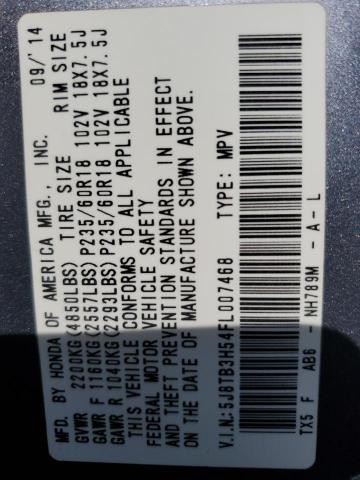 MFD. BY HONDA OF AMERICA MFG., INC. 09/'14
GVWR 2200KG(4850LBS) TIRE SIZE RIM SIZE
GAWR F 1160KG(2557LBS) P235/60R18 102V 18X7.5J
GAWR R 1040KG(2293LBS) P235/60R18 102V 18X7.5J
THIS VEHICLE CONFORMS TO ALL APPLICABLE
FEDERAL MOTOR VEHICLE SAFETY
AND THEFT PREVENTION STANDARDS IN EFFECT
ON THE DATE OF MANUFACTURE SHOWN ABOVE.
V.I.N.: 5J8TB3H54FL007468 TYPE: MPV
TX5 F AB6 - NH789M - A - L